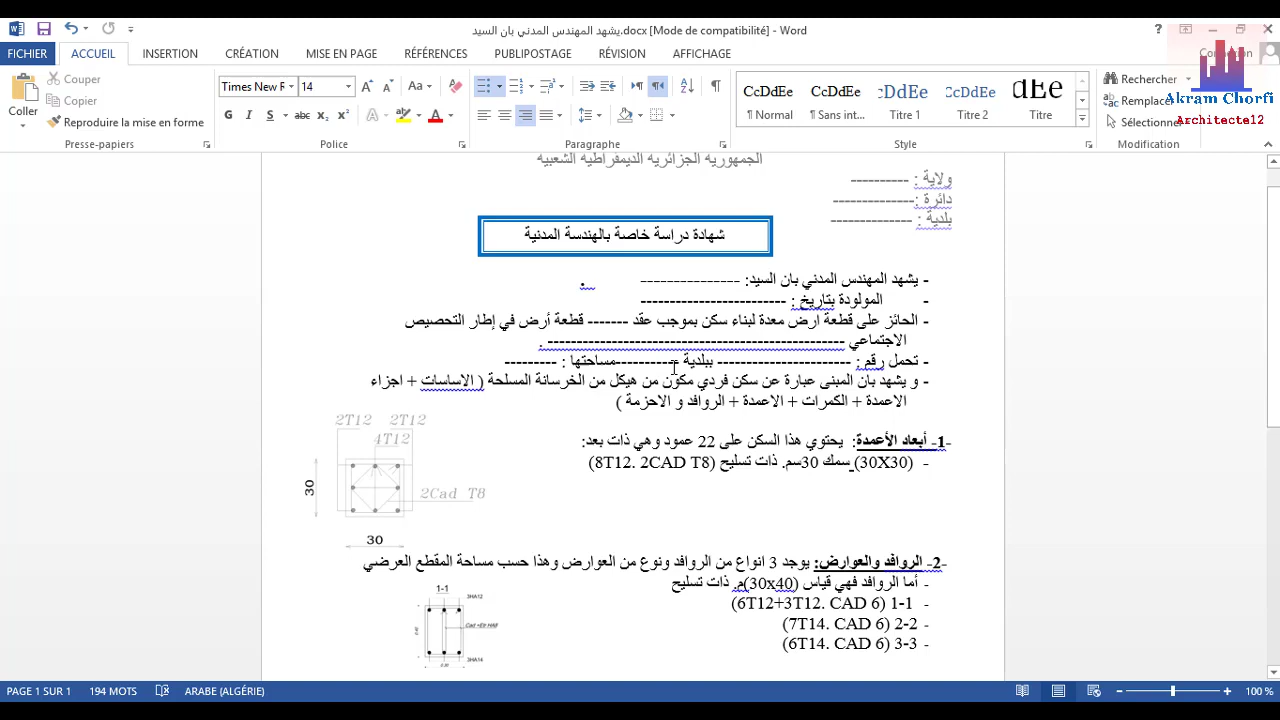 يشهد المهندس المدني بان السيد.docx [Mode de compatibilité] - Word
FICHIER ACCUEIL INSERTION CRÉATION MISE EN PAGE RÉFÉRENCES PUBLIPOSTAGE RÉVISION AFFICHAGE
Akram Chorfi
Architecte12
Coller
Couper
Copier
Reproduire la mise en forme
Presse-papiers
Times New R 14
Police
Paragraphe
CcDdEe CcDdEe CcDdEe CcDdEe dEe
¶ Normal ¶ Sans int... Titre 1 Titre 2 Titre
Style
Rechercher
Remplacer
Sélectionner
Modification
الجمهورية الجزائرية الديمقراطية الشعبية
ولاية : ----------
دائرة :--------------
بلدية : --------------
شهادة دراسة خاصة بالهندسة المدنية
- يشهد المهندس المدني بان السيد: --------------- .
- المولودة بتاريخ : -------------------------
- الحائز على قطعة ارض معدة لبناء سكن بموجب عقد ------- قطعة أرض في إطار التحصيص
الاجتماعي ---------------------------------------------------- .
- تحمل رقم : ----------------------- ببلدية -----------مساحتها : ---------
- و يشهد بان المبنى عبارة عن سكن فردي مكون من هيكل من الخرسانة المسلحة ( الاساسات + اجزاء
الاعمدة + الكمرات + الاعمدة + الروافد و الاحزمة )
-1- أبعاد الأعمدة: يحتوي هذا السكن على 22 عمود وهي ذات بعد:
- (30X30) سمك 30سم. ذات تسليح (8T12. 2CAD T8)
2T12 2T12
4T12
2Cad T8
30
30
-2- الروافد والعوارض: يوجد 3 انواع من الروافد ونوع من العوارض وهذا حسب مساحة المقطع العرضي
- أما الروافد فهي قياس (30x40)م. ذات تسليح
- 1-1 (6T12+3T12. CAD 6)
- 2-2 (7T14. CAD 6)
- 3-3 (6T14. CAD 6)
1-1
3HA12
3HA14
PAGE 1 SUR 1 194 MOTS ARABE (ALGÉRIE) 100 %